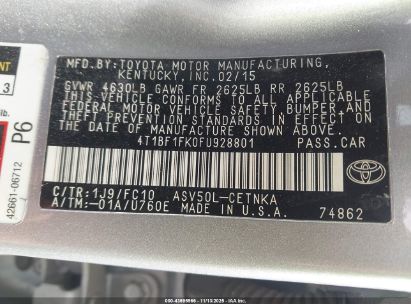 MFD.BY:TOYOTA MOTOR MANUFACTURING,
KENTUCKY, INC. 02/15
GVWR 4630LB GAWR FR 2625LB RR 2625LB
THIS VEHICLE CONFORMS TO ALL APPLICABLE
FEDERAL MOTOR VEHICLE SAFETY, BUMPER, AND
THEFT PREVENTION STANDARDS IN EFFECT ON
THE DATE OF MANUFACTURE SHOWN ABOVE.
4T1BF1FK0FU928801 PASS.CAR
C/TR:1J9/FC10 ASV50L-CETNKA
A/TM:-01A/U760E MADE IN U.S.A.
TOYOTA
74862
3
lb.
P6
42661-06712